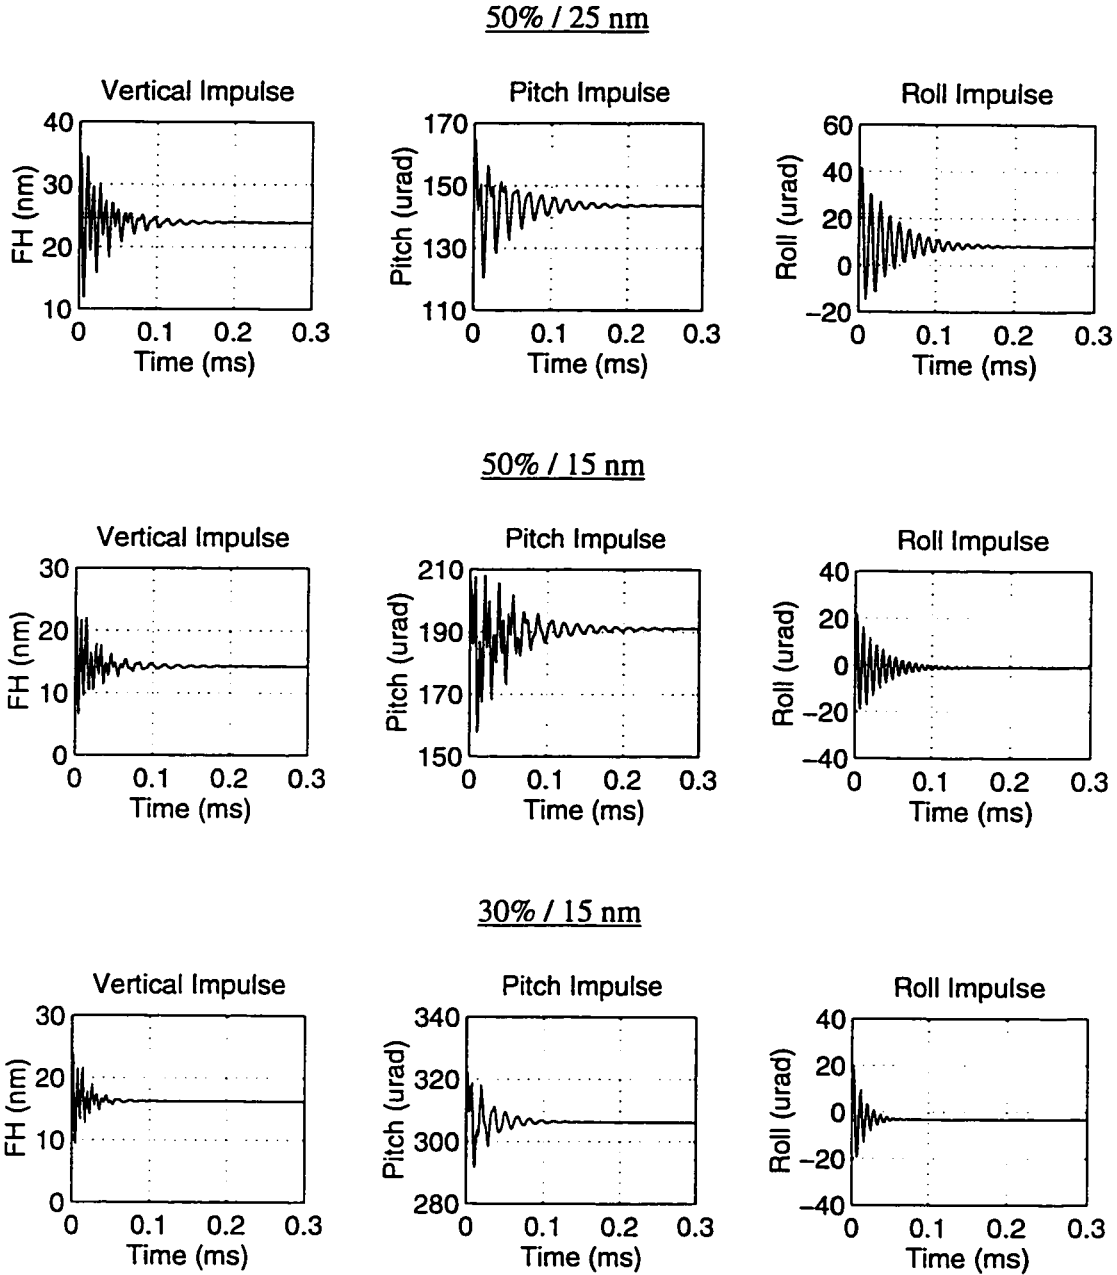 50% / 25 nm
Vertical Impulse
Pitch Impulse
Roll Impulse
40
30
20
10
FH (nm)
0
0.1
0.2
0.3
Time (ms)
170
150
130
110
Pitch (urad)
0
0.1
0.2
0.3
Time (ms)
60
40
20
0
−20
Roll (urad)
0
0.1
0.2
0.3
Time (ms)
50% / 15 nm
Vertical Impulse
Pitch Impulse
Roll Impulse
30
20
10
0
FH (nm)
0
0.1
0.2
0.3
Time (ms)
210
190
170
150
Pitch (urad)
0
0.1
0.2
0.3
Time (ms)
40
20
0
−20
−40
Roll (urad)
0
0.1
0.2
0.3
Time (ms)
30% / 15 nm
Vertical Impulse
Pitch Impulse
Roll Impulse
30
20
10
0
FH (nm)
0
0.1
0.2
0.3
Time (ms)
340
320
300
280
Pitch (urad)
0
0.1
0.2
0.3
Time (ms)
40
20
0
−20
−40
Roll (urad)
0
0.1
0.2
0.3
Time (ms)